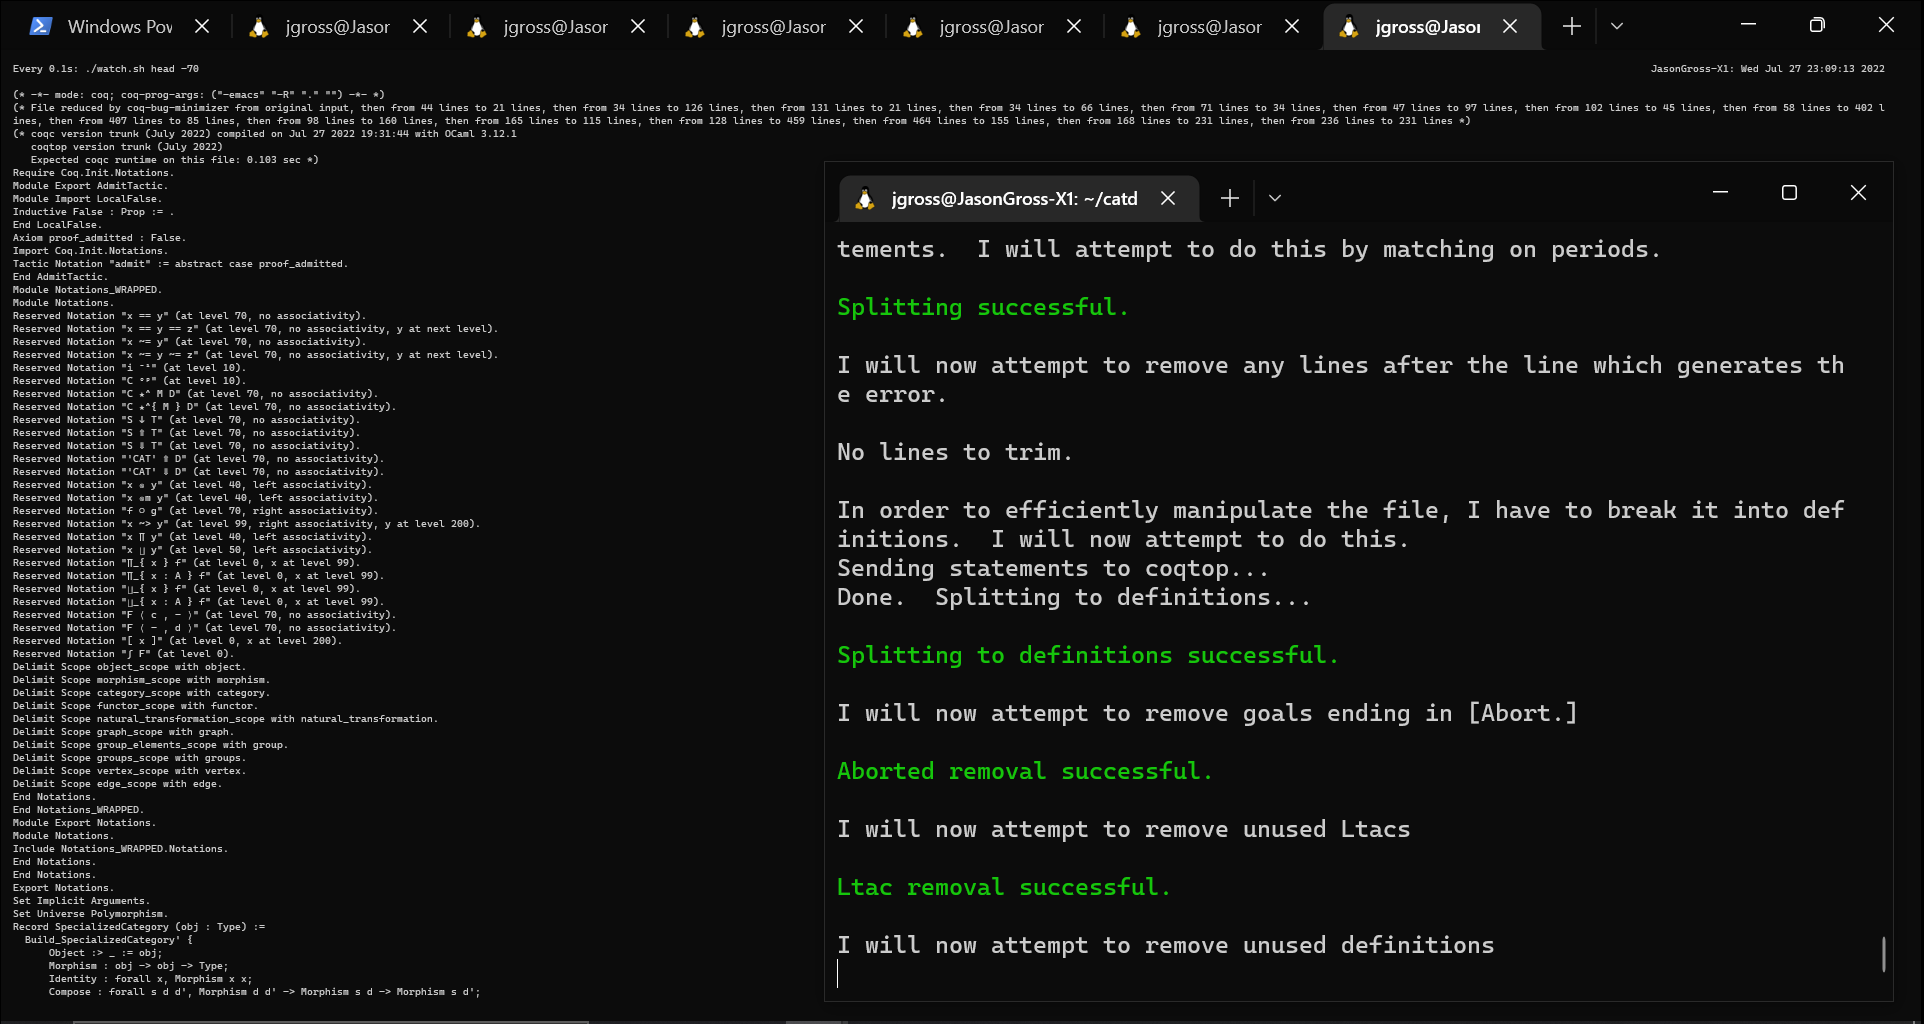 Windows Pov
jgross@Jasor
jgross@Jasor
jgross@Jasor
jgross@Jasor
jgross@Jasor
jgross@Jasor
Every 0.1s: ./watch.sh head -70
JasonGross-X1: Wed Jul 27 23:09:13 2022
(* -*- mode: coq; coq-prog-args: ("-emacs" "-R" "." "") -*- *)
(* File reduced by coq-bug-minimizer from original input, then from 44 lines to 21 lines, then from 34 lines to 126 lines, then from 131 lines to 21 lines, then from 34 lines to 66 lines, then from 71 lines to 34 lines, then from 47 lines to 97 lines, then from 102 lines to 45 lines, then from 58 lines to 402 l
ines, then from 407 lines to 85 lines, then from 98 lines to 160 lines, then from 165 lines to 115 lines, then from 128 lines to 459 lines, then from 464 lines to 155 lines, then from 168 lines to 231 lines, then from 236 lines to 231 lines *)
(* coqc version trunk (July 2022) compiled on Jul 27 2022 19:31:44 with OCaml 3.12.1
coqtop version trunk (July 2022)
Expected coqc runtime on this file: 0.103 sec *)
Require Coq.Init.Notations.
Module Export AdmitTactic.
Module Import LocalFalse.
Inductive False : Prop := .
End LocalFalse.
Axiom proof_admitted : False.
Import Coq.Init.Notations.
Tactic Notation "admit" := abstract case proof_admitted.
End AdmitTactic.
Module Notations_WRAPPED.
Module Notations.
Reserved Notation "x == y" (at level 70, no associativity).
Reserved Notation "x == y == z" (at level 70, no associativity, y at next level).
Reserved Notation "x ~= y" (at level 70, no associativity).
Reserved Notation "x ~= y ~= z" (at level 70, no associativity, y at next level).
Reserved Notation "i ⁻¹" (at level 10).
Reserved Notation "C ᵒᵖ" (at level 10).
Reserved Notation "C ★^ M D" (at level 70, no associativity).
Reserved Notation "C ★^{ M } D" (at level 70, no associativity).
Reserved Notation "S ↓ T" (at level 70, no associativity).
Reserved Notation "S ⇑ T" (at level 70, no associativity).
Reserved Notation "S ⇓ T" (at level 70, no associativity).
Reserved Notation "'CAT' ⇑ D" (at level 70, no associativity).
Reserved Notation "'CAT' ⇓ D" (at level 70, no associativity).
Reserved Notation "x ⊗ y" (at level 40, left associativity).
Reserved Notation "x ⊗m y" (at level 40, left associativity).
Reserved Notation "f ○ g" (at level 70, right associativity).
Reserved Notation "x ~> y" (at level 99, right associativity, y at level 200).
Reserved Notation "x ∏ y" (at level 40, left associativity).
Reserved Notation "x ∐ y" (at level 50, left associativity).
Reserved Notation "∏_{ x } f" (at level 0, x at level 99).
Reserved Notation "∏_{ x : A } f" (at level 0, x at level 99).
Reserved Notation "∐_{ x } f" (at level 0, x at level 99).
Reserved Notation "∐_{ x : A } f" (at level 0, x at level 99).
Reserved Notation "F ⟨ c , - ⟩" (at level 70, no associativity).
Reserved Notation "F ⟨ - , d ⟩" (at level 70, no associativity).
Reserved Notation "[ x ]" (at level 0, x at level 200).
Reserved Notation "∫ F" (at level 0).
Delimit Scope object_scope with object.
Delimit Scope morphism_scope with morphism.
Delimit Scope category_scope with category.
Delimit Scope functor_scope with functor.
Delimit Scope natural_transformation_scope with natural_transformation.
Delimit Scope graph_scope with graph.
Delimit Scope group_elements_scope with group.
Delimit Scope groups_scope with groups.
Delimit Scope vertex_scope with vertex.
Delimit Scope edge_scope with edge.
End Notations.
End Notations_WRAPPED.
Module Export Notations.
Module Notations.
Include Notations_WRAPPED.Notations.
End Notations.
End Notations.
Export Notations.
Set Implicit Arguments.
Set Universe Polymorphism.
Record SpecializedCategory (obj : Type) :=
Build_SpecializedCategory' {
Object :> _ := obj;
Morphism : obj -> obj -> Type;
Identity : forall x, Morphism x x;
Compose : forall s d d', Morphism d d' -> Morphism s d -> Morphism s d';
jgross@JasonGross-X1: ~/catd
tements.  I will attempt to do this by matching on periods.
Splitting successful.
I will now attempt to remove any lines after the line which generates th
e error.
No lines to trim.
In order to efficiently manipulate the file, I have to break it into def
initions.  I will now attempt to do this.
Sending statements to coqtop...
Done.  Splitting to definitions...
Splitting to definitions successful.
I will now attempt to remove goals ending in [Abort.]
Aborted removal successful.
I will now attempt to remove unused Ltacs
Ltac removal successful.
I will now attempt to remove unused definitions